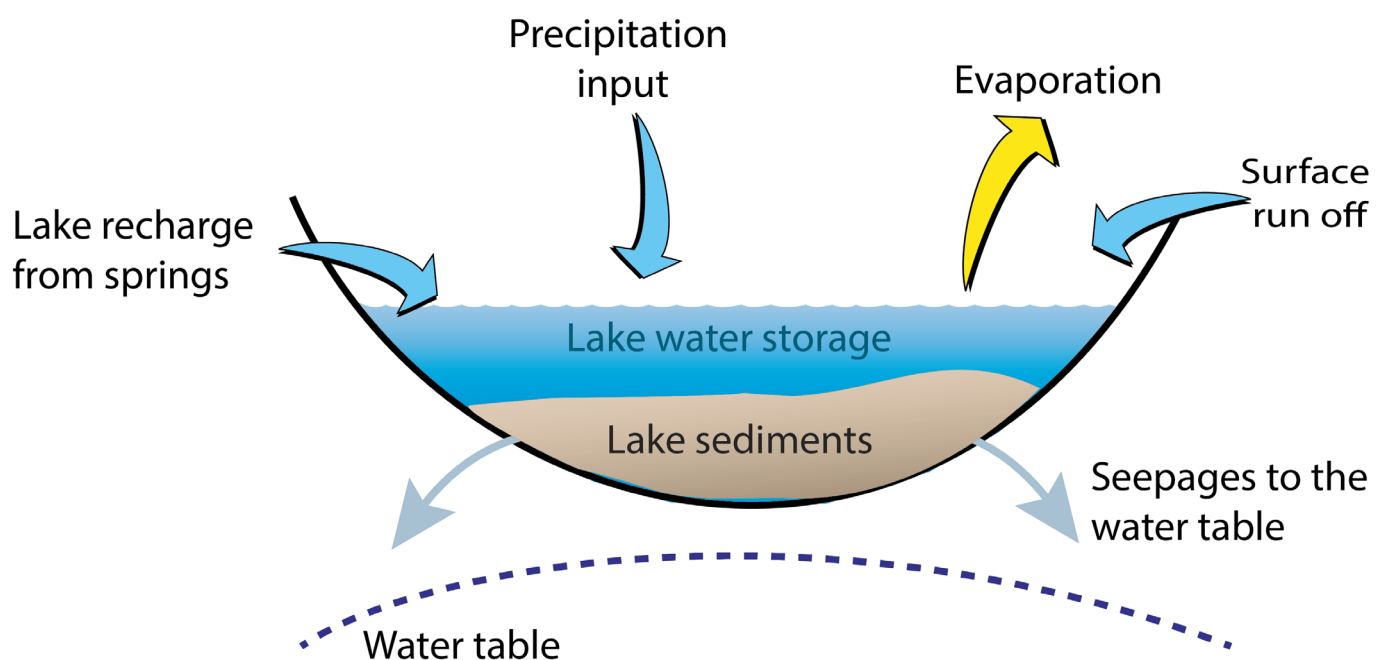 Precipitation
input
Evaporation
Surface
run off
Lake recharge
from springs
Lake water storage
Lake sediments
Seepages to the
water table
Water table